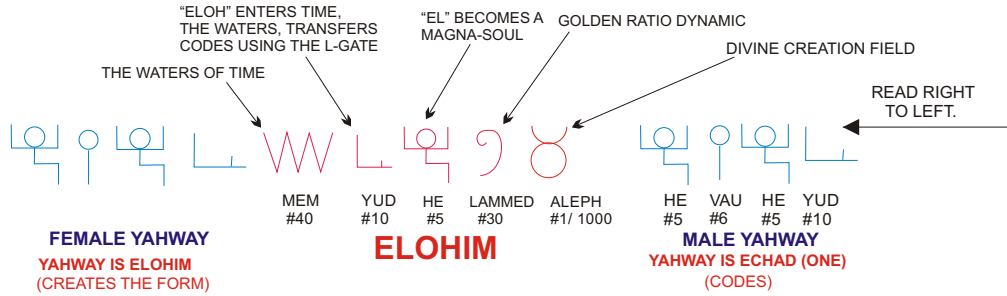 "ELOH" ENTERS TIME,
THE WATERS, TRANSFERS
CODES USING THE L-GATE
"EL" BECOMES A
MAGNA-SOUL
GOLDEN RATIO DYNAMIC
DIVINE CREATION FIELD
THE WATERS OF TIME
READ RIGHT
TO LEFT.
MEM YUD HE LAMMED ALEPH
#40 #10 #5 #30 #1/ 1000
HE VAU HE YUD
#5 #6 #5 #10
FEMALE YAHWAY
YAHWAY IS ELOHIM
(CREATES THE FORM)
ELOHIM
MALE YAHWAY
YAHWAY IS ECHAD (ONE)
(CODES)